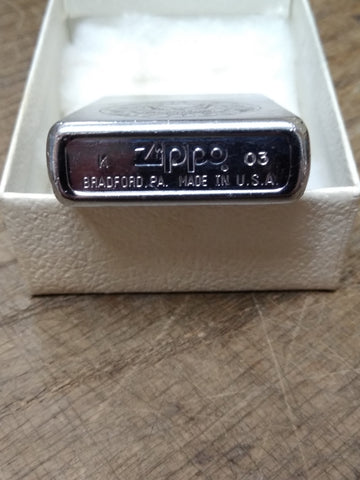 K Zippo 03
BRADFORD.PA. MADE IN U.S.A.